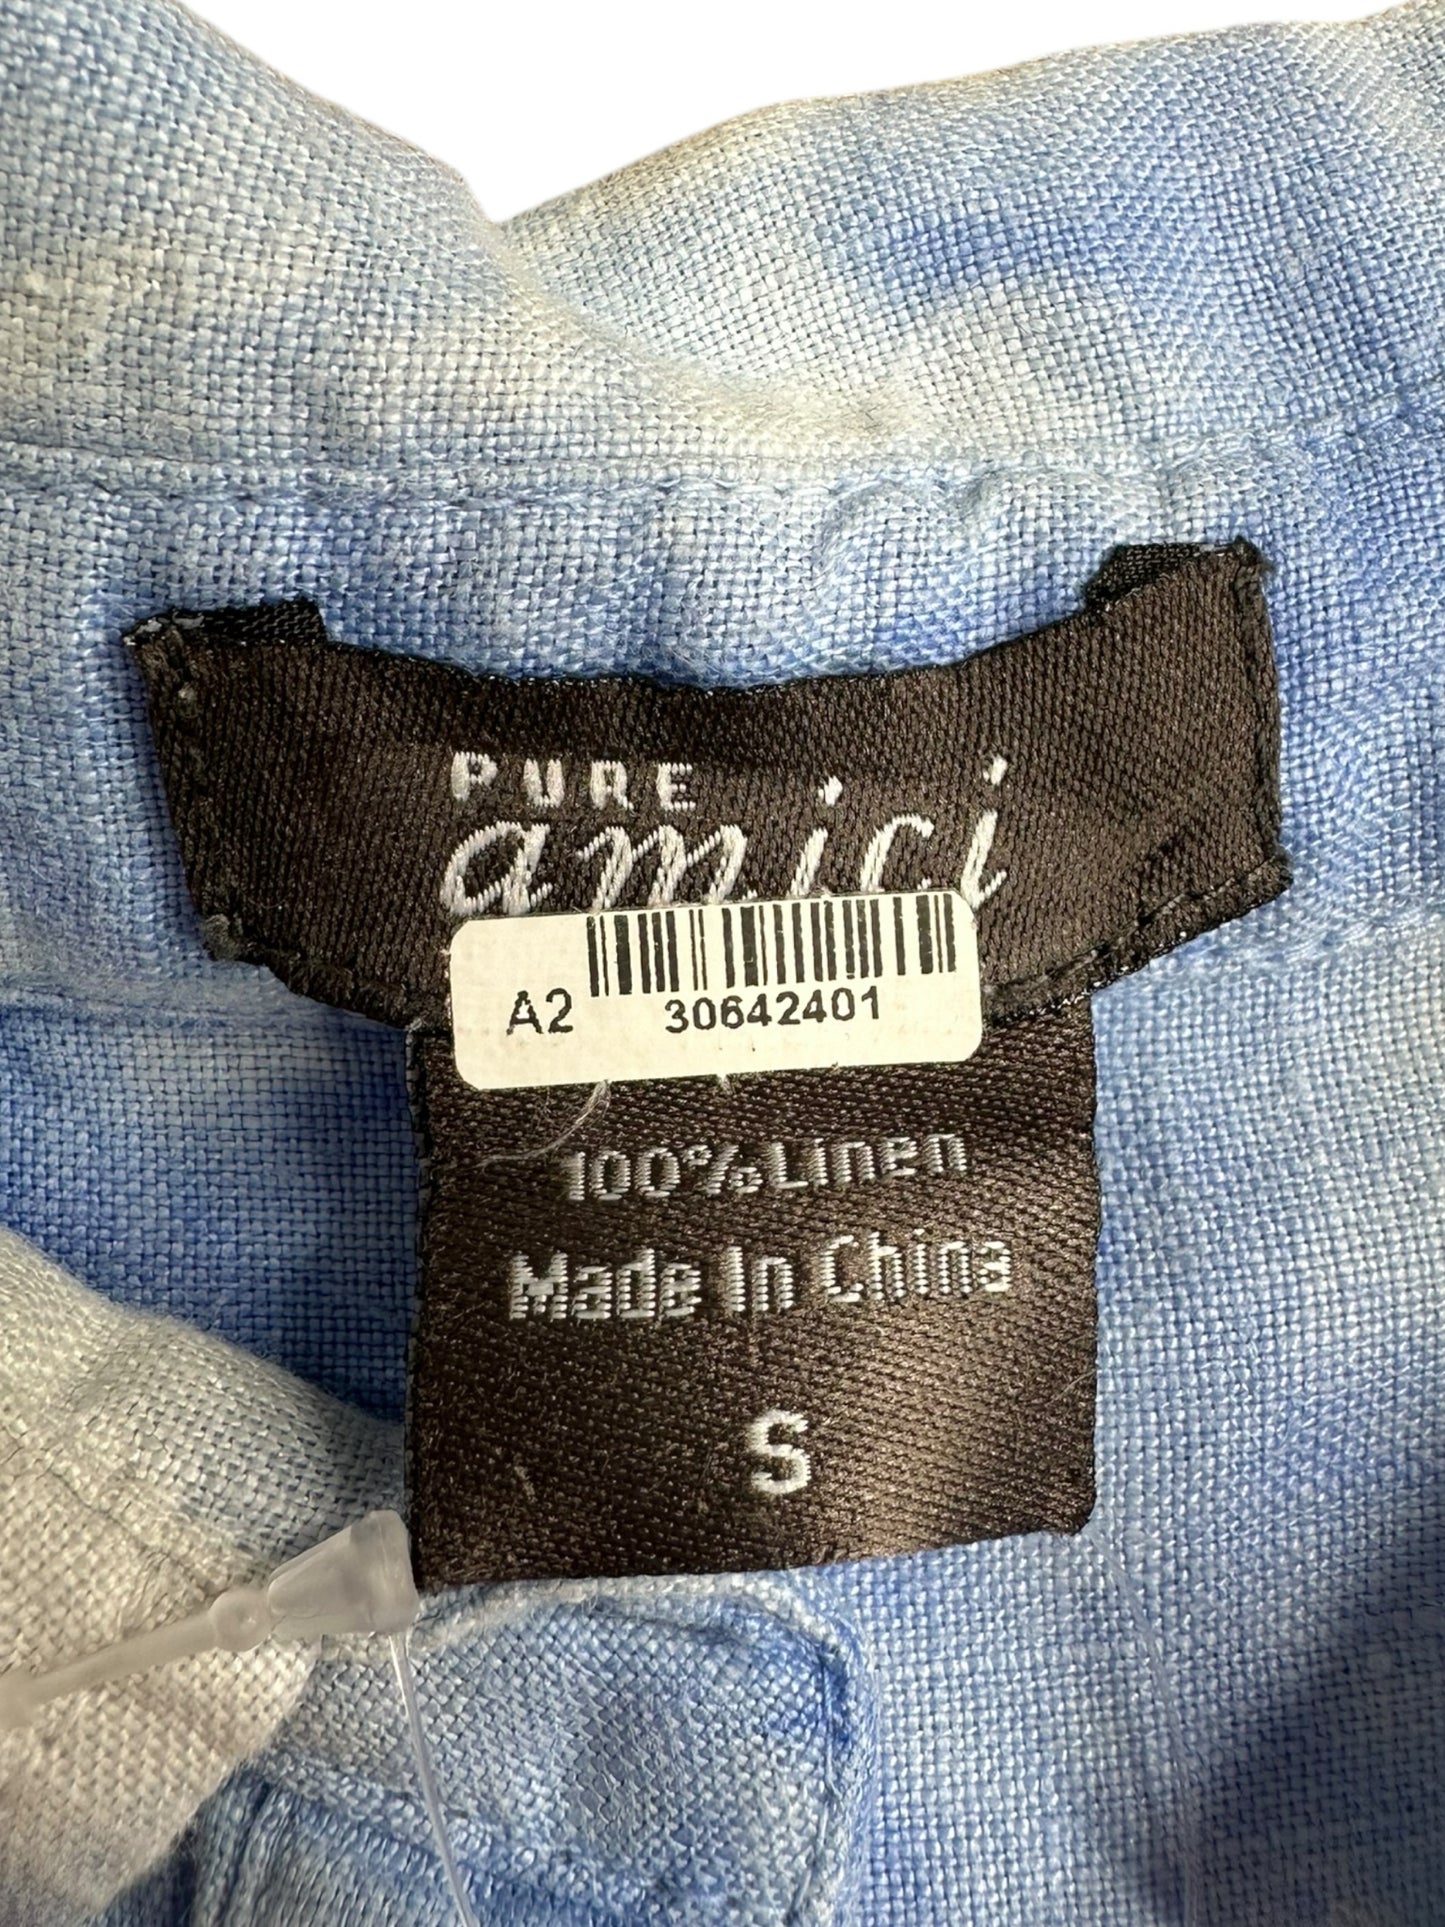 PURE
amici
A2 30642401
100% Linen
Made In China
S